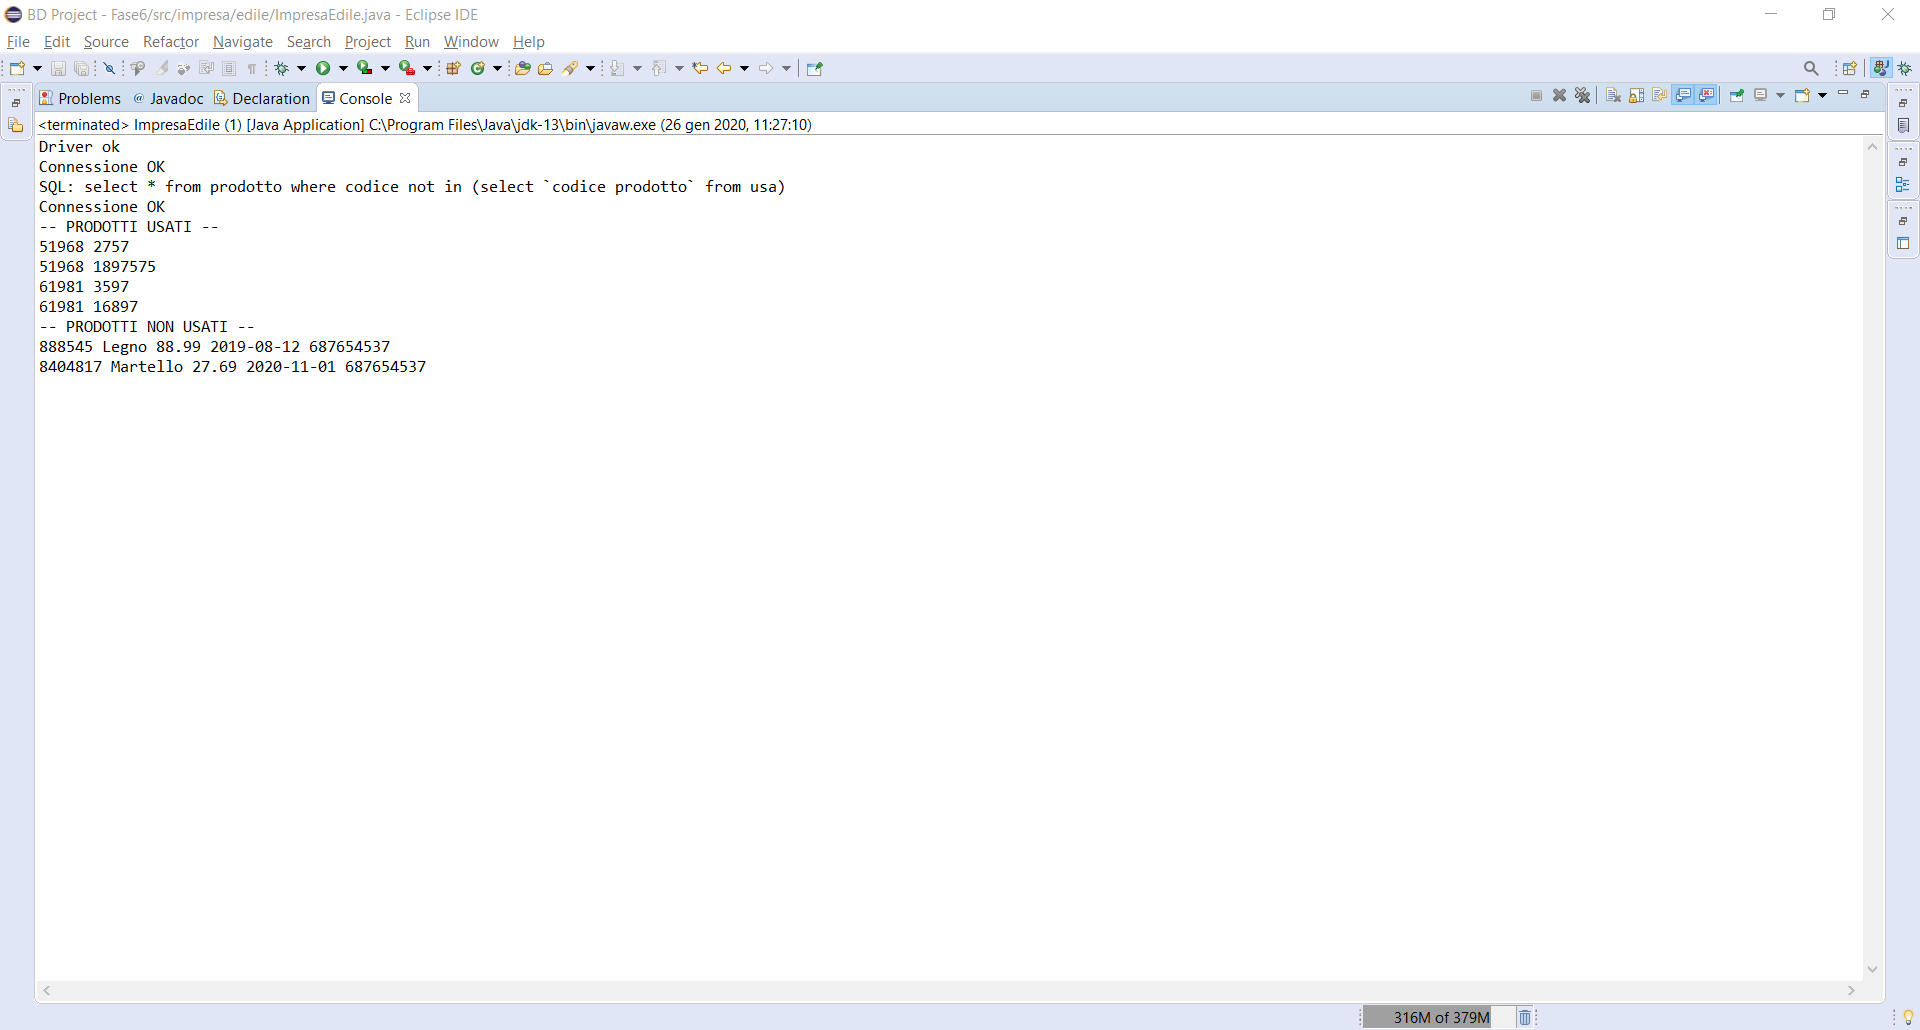 BD Project - Fase6/src/impresa/edile/ImpresaEdile.java - Eclipse IDE
File Edit Source Refactor Navigate Search Project Run Window Help
Problems @ Javadoc Declaration Console
<terminated> ImpresaEdile (1) [Java Application] C:\Program Files\Java\jdk-13\bin\javaw.exe (26 gen 2020, 11:27:10)
Driver ok
Connessione OK
SQL: select * from prodotto where codice not in (select `codice prodotto` from usa)
Connessione OK
-- PRODOTTI USATI --
51968 2757
51968 1897575
61981 3597
61981 16897
-- PRODOTTI NON USATI --
888545 Legno 88.99 2019-08-12 687654537
8404817 Martello 27.69 2020-11-01 687654537
316M of 379M